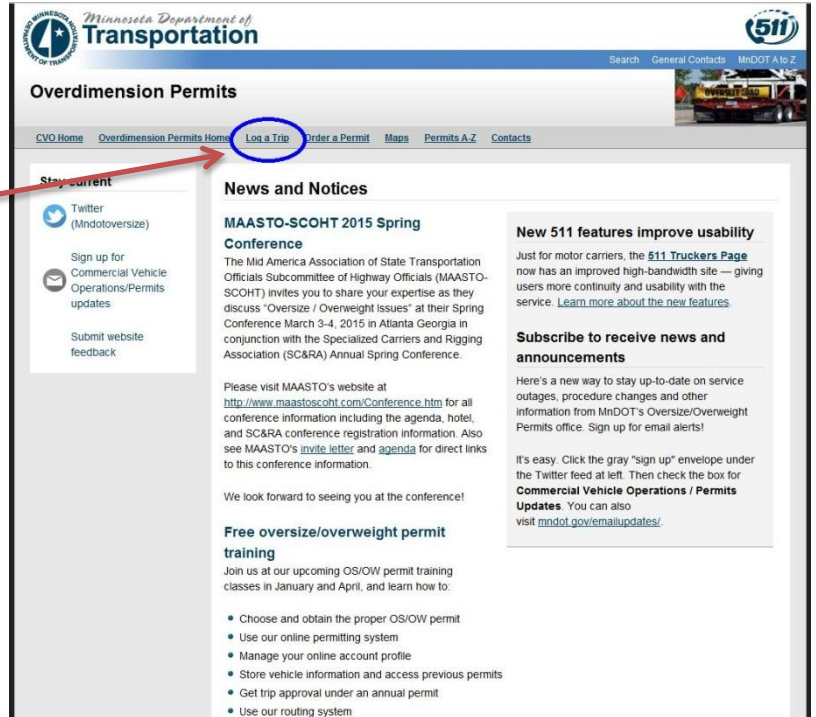 Minnesota Department of
Transportation
MINNESOTA
DEPARTMENT OF TRANSPORTATION
511
Search General Contacts MnDOT A to Z
Overdimension Permits
OVERSIZE LOAD
CVO Home Overdimension Permits Home Log a Trip Order a Permit Maps Permits A-Z Contacts
Stay current
Twitter
(Mndotoversize)
Sign up for
Commercial Vehicle
Operations/Permits
updates
Submit website
feedback
News and Notices
MAASTO-SCOHT 2015 Spring
Conference
The Mid America Association of State Transportation
Officials Subcommittee of Highway Officials (MAASTO-
SCOHT) invites you to share your expertise as they
discuss "Oversize / Overweight Issues" at their Spring
Conference March 3-4, 2015 in Atlanta Georgia in
conjunction with the Specialized Carriers and Rigging
Association (SC&RA) Annual Spring Conference.
Please visit MAASTO's website at
http://www.maastoscoht.com/Conference.htm for all
conference information including the agenda, hotel,
and SC&RA conference registration information. Also
see MAASTO's invite letter and agenda for direct links
to this conference information.
We look forward to seeing you at the conference!
Free oversize/overweight permit
training
Join us at our upcoming OS/OW permit training
classes in January and April, and learn how to:
• Choose and obtain the proper OS/OW permit
• Use our online permitting system
• Manage your online account profile
• Store vehicle information and access previous permits
• Get trip approval under an annual permit
• Use our routing system
New 511 features improve usability
Just for motor carriers, the 511 Truckers Page
now has an improved high-bandwidth site — giving
users more continuity and usability with the
service. Learn more about the new features.
Subscribe to receive news and
announcements
Here's a new way to stay up-to-date on service
outages, procedure changes and other
information from MnDOT's Oversize/Overweight
Permits office. Sign up for email alerts!
It's easy. Click the gray "sign up" envelope under
the Twitter feed at left. Then check the box for
Commercial Vehicle Operations / Permits
Updates. You can also
visit mndot.gov/emailupdates/.